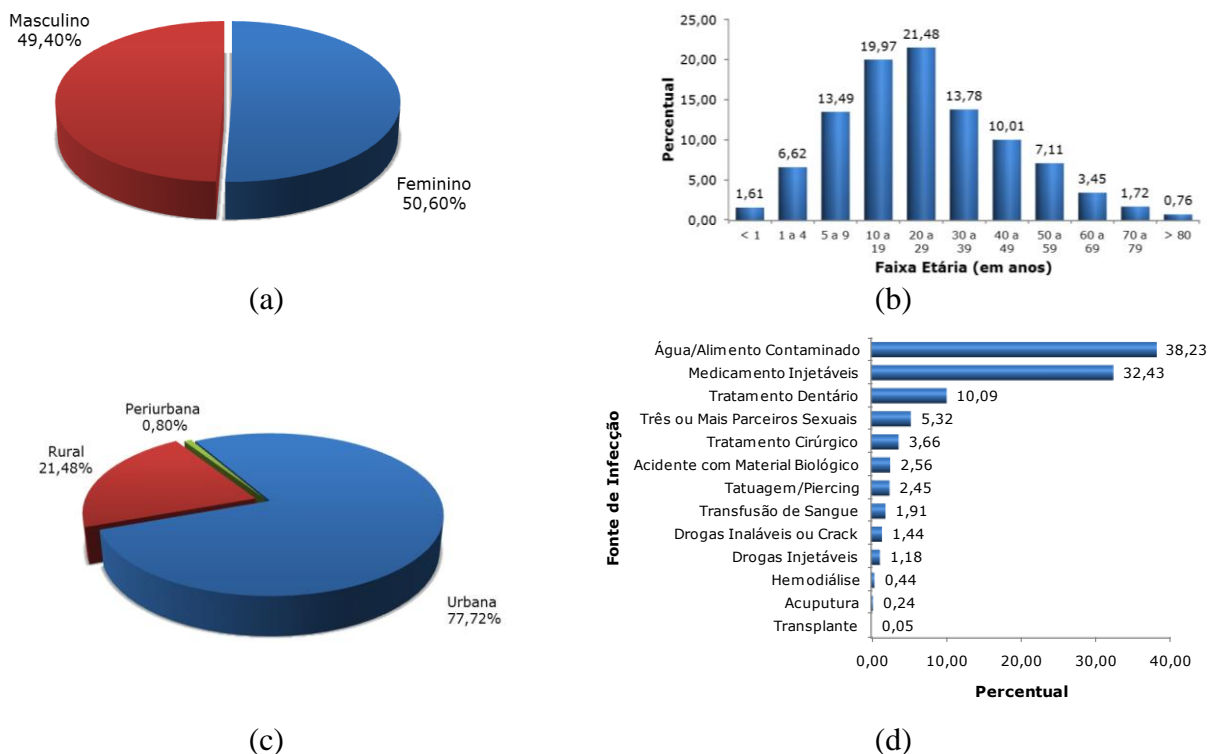 Masculino
49,40%
Feminino
50,60%
(a)
Percentual
25,00
20,00
15,00
10,00
5,00
0,00
1,61
6,62
13,49
19,97
21,48
13,78
10,01
7,11
3,45
1,72
0,76
< 1
1 a 4
5 a 9
10 a
19
20 a
29
30 a
39
40 a
49
50 a
59
60 a
69
70 a
79
> 80
Faixa Etária (em anos)
(b)
Periurbana
0,80%
Rural
21,48%
Urbana
77,72%
(c)
Fonte de Infecção
Água/Alimento Contaminado 38,23
Medicamento Injetáveis 32,43
Tratamento Dentário 10,09
Três ou Mais Parceiros Sexuais 5,32
Tratamento Cirúrgico 3,66
Acidente com Material Biológico 2,56
Tatuagem/Piercing 2,45
Transfusão de Sangue 1,91
Drogas Inaláveis ou Crack 1,44
Drogas Injetáveis 1,18
Hemodiálise 0,44
Acuputura 0,24
Transplante 0,05
0,00 10,00 20,00 30,00 40,00
Percentual
(d)